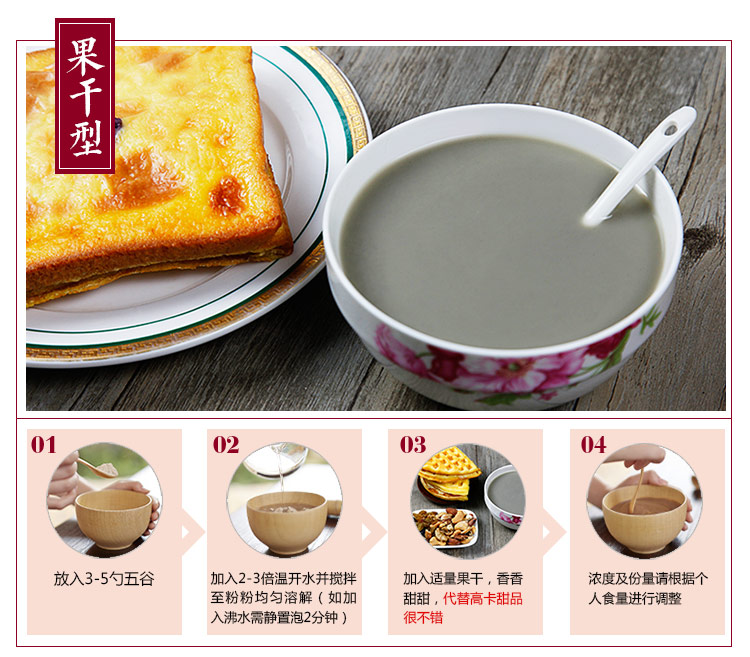 果干型
01
放入3-5勺五谷
02
加入2-3倍温开水并搅拌
至粉粉均匀溶解（如加
入沸水需静置泡2分钟）
03
加入适量果干，香香
甜甜，代替高卡甜品
很不错
04
浓度及份量请根据个
人食量进行调整